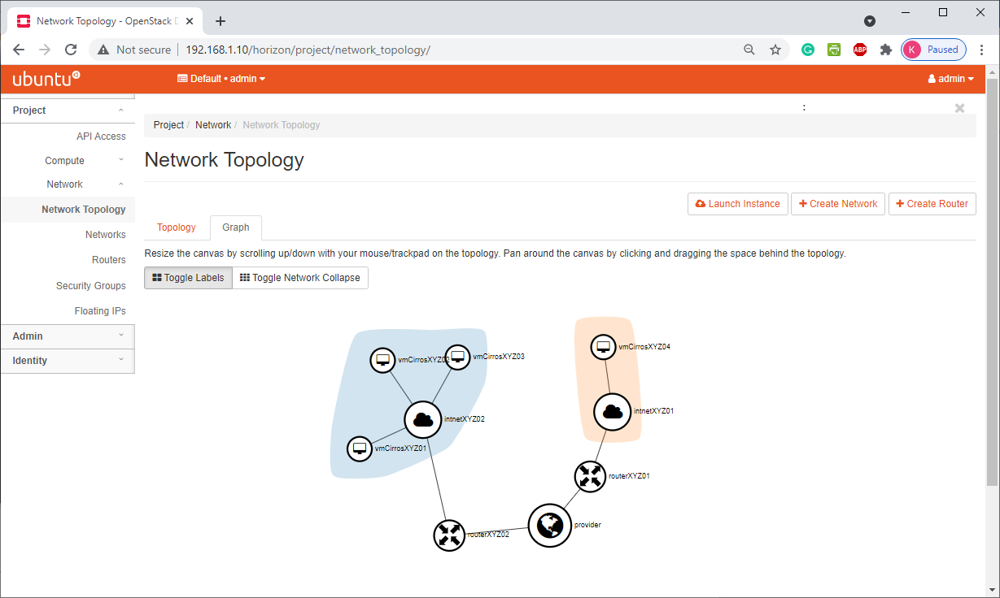 Network Topology - OpenStack D
Not secure
192.168.1.10/horizon/project/network_topology/
ABP
K Paused
ubuntu
Default • admin
admin
Project
API Access
Compute
Network
Network Topology
Networks
Routers
Security Groups
Floating IPs
Admin
Identity
:
Project / Network / Network Topology
Network Topology
Launch Instance
Create Network
Create Router
Topology
Graph
Resize the canvas by scrolling up/down with your mouse/trackpad on the topology. Pan around the canvas by clicking and dragging the space behind the topology.
Toggle Labels
Toggle Network Collapse
vmCirrosXYZ04
vmCirrosXYZ02
vmCirrosXYZ03
intnetXYZ01
intnetXYZ02
vmCirrosXYZ01
routerXYZ01
provider
routerXYZ02